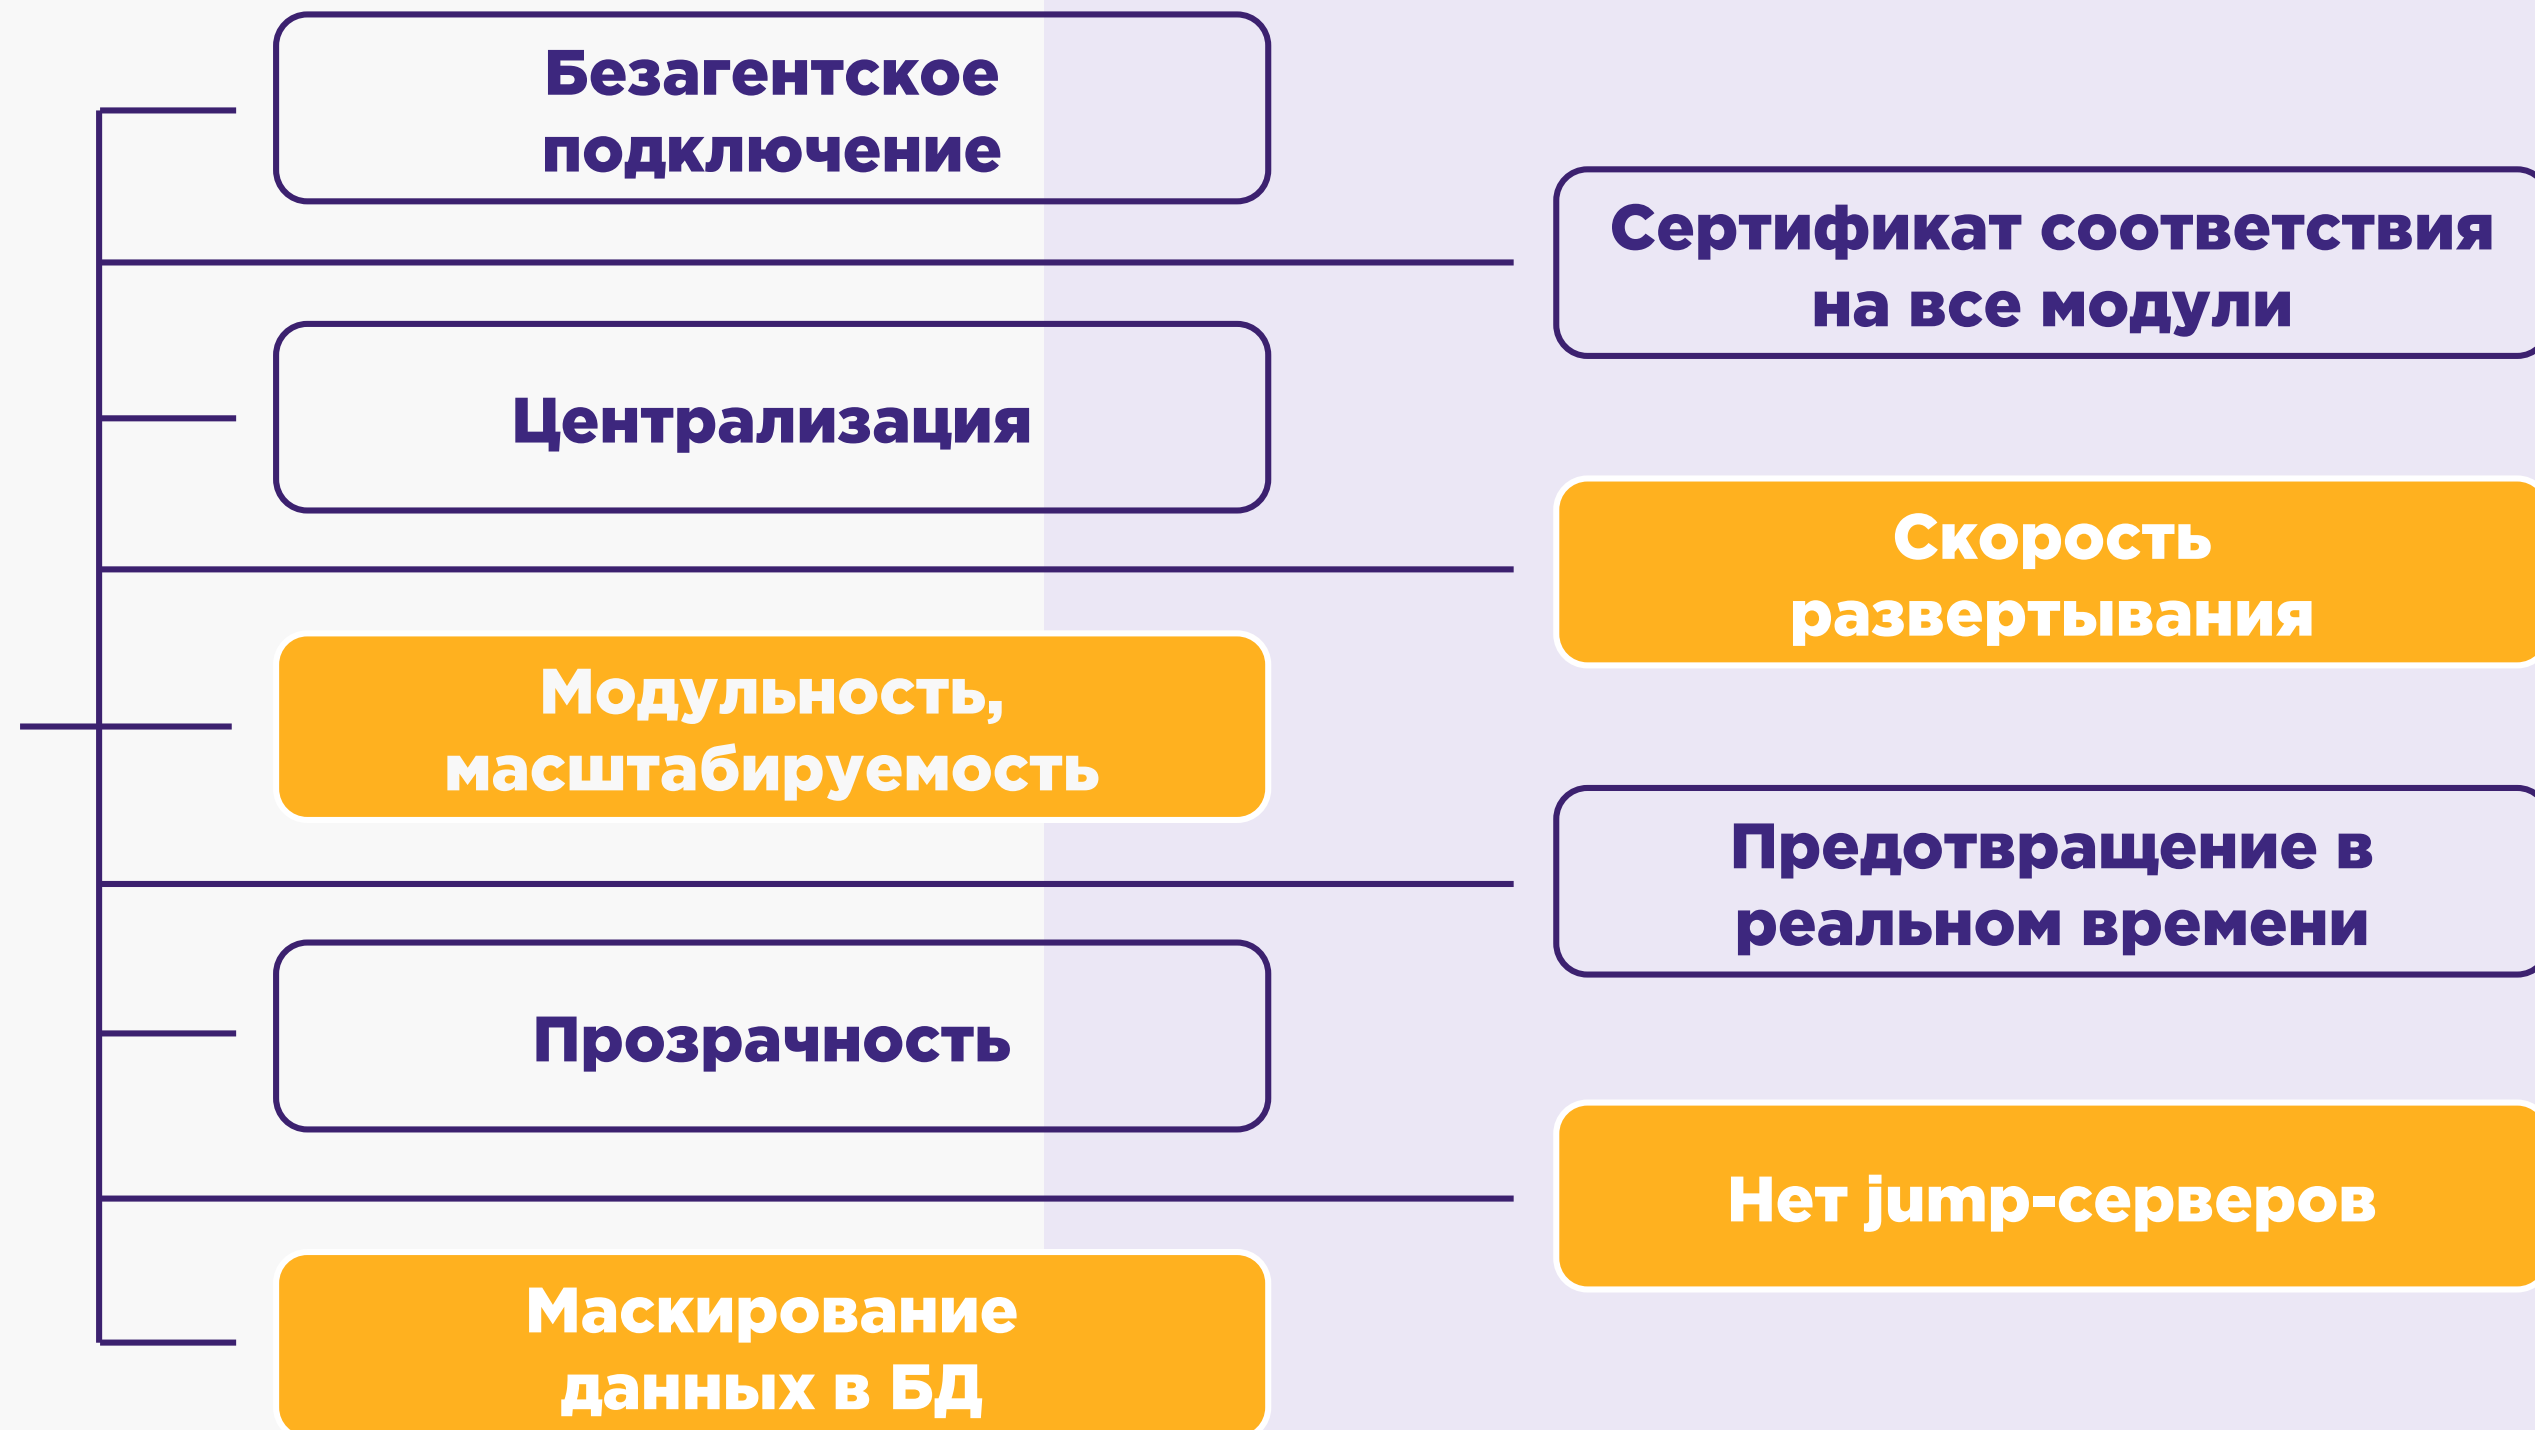 Безагентское
подключение
Сертификат соответствия
на все модули
Централизация
Скорость
развертывания
Модульность,
масштабируемость
Предотвращение в
реальном времени
Прозрачность
Нет jump-серверов
Маскирование
данных в БД